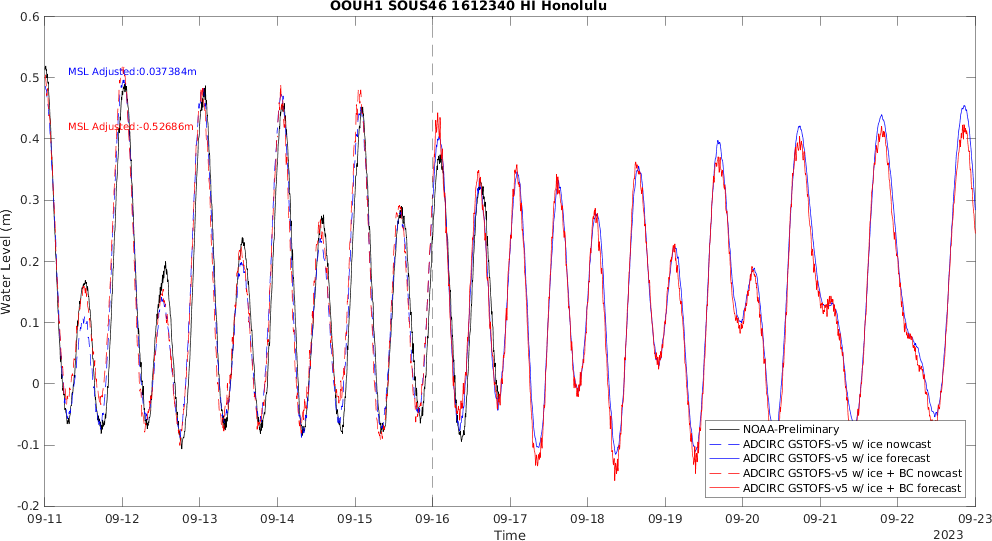 OOUH1 SOUS46 1612340 HI Honolulu
0.6
0.5
0.4
0.3
0.2
0.1
0
-0.1
-0.2
Water Level (m)
MSL Adjusted:0.037384m
MSL Adjusted:-0.52686m
NOAA-Preliminary
ADCIRC GSTOFS-v5 w/ ice nowcast
ADCIRC GSTOFS-v5 w/ ice forecast
ADCIRC GSTOFS-v5 w/ ice + BC nowcast
ADCIRC GSTOFS-v5 w/ ice + BC forecast
09-11 09-12 09-13 09-14 09-15 09-16 09-17 09-18 09-19 09-20 09-21 09-22 09-23
Time
2023